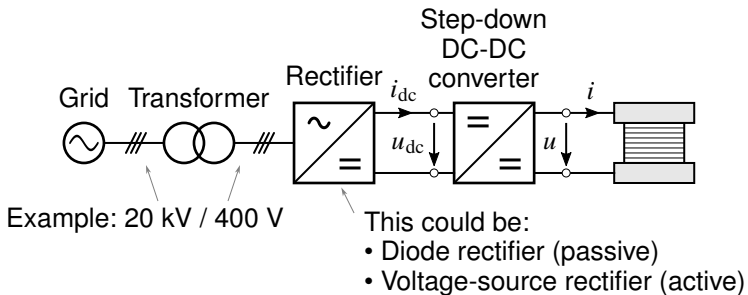 Step-down
DC-DC
converter
Rectifier
Grid Transformer
i_dc
i
u_dc
u
Example: 20 kV / 400 V
This could be:
• Diode rectifier (passive)
• Voltage-source rectifier (active)